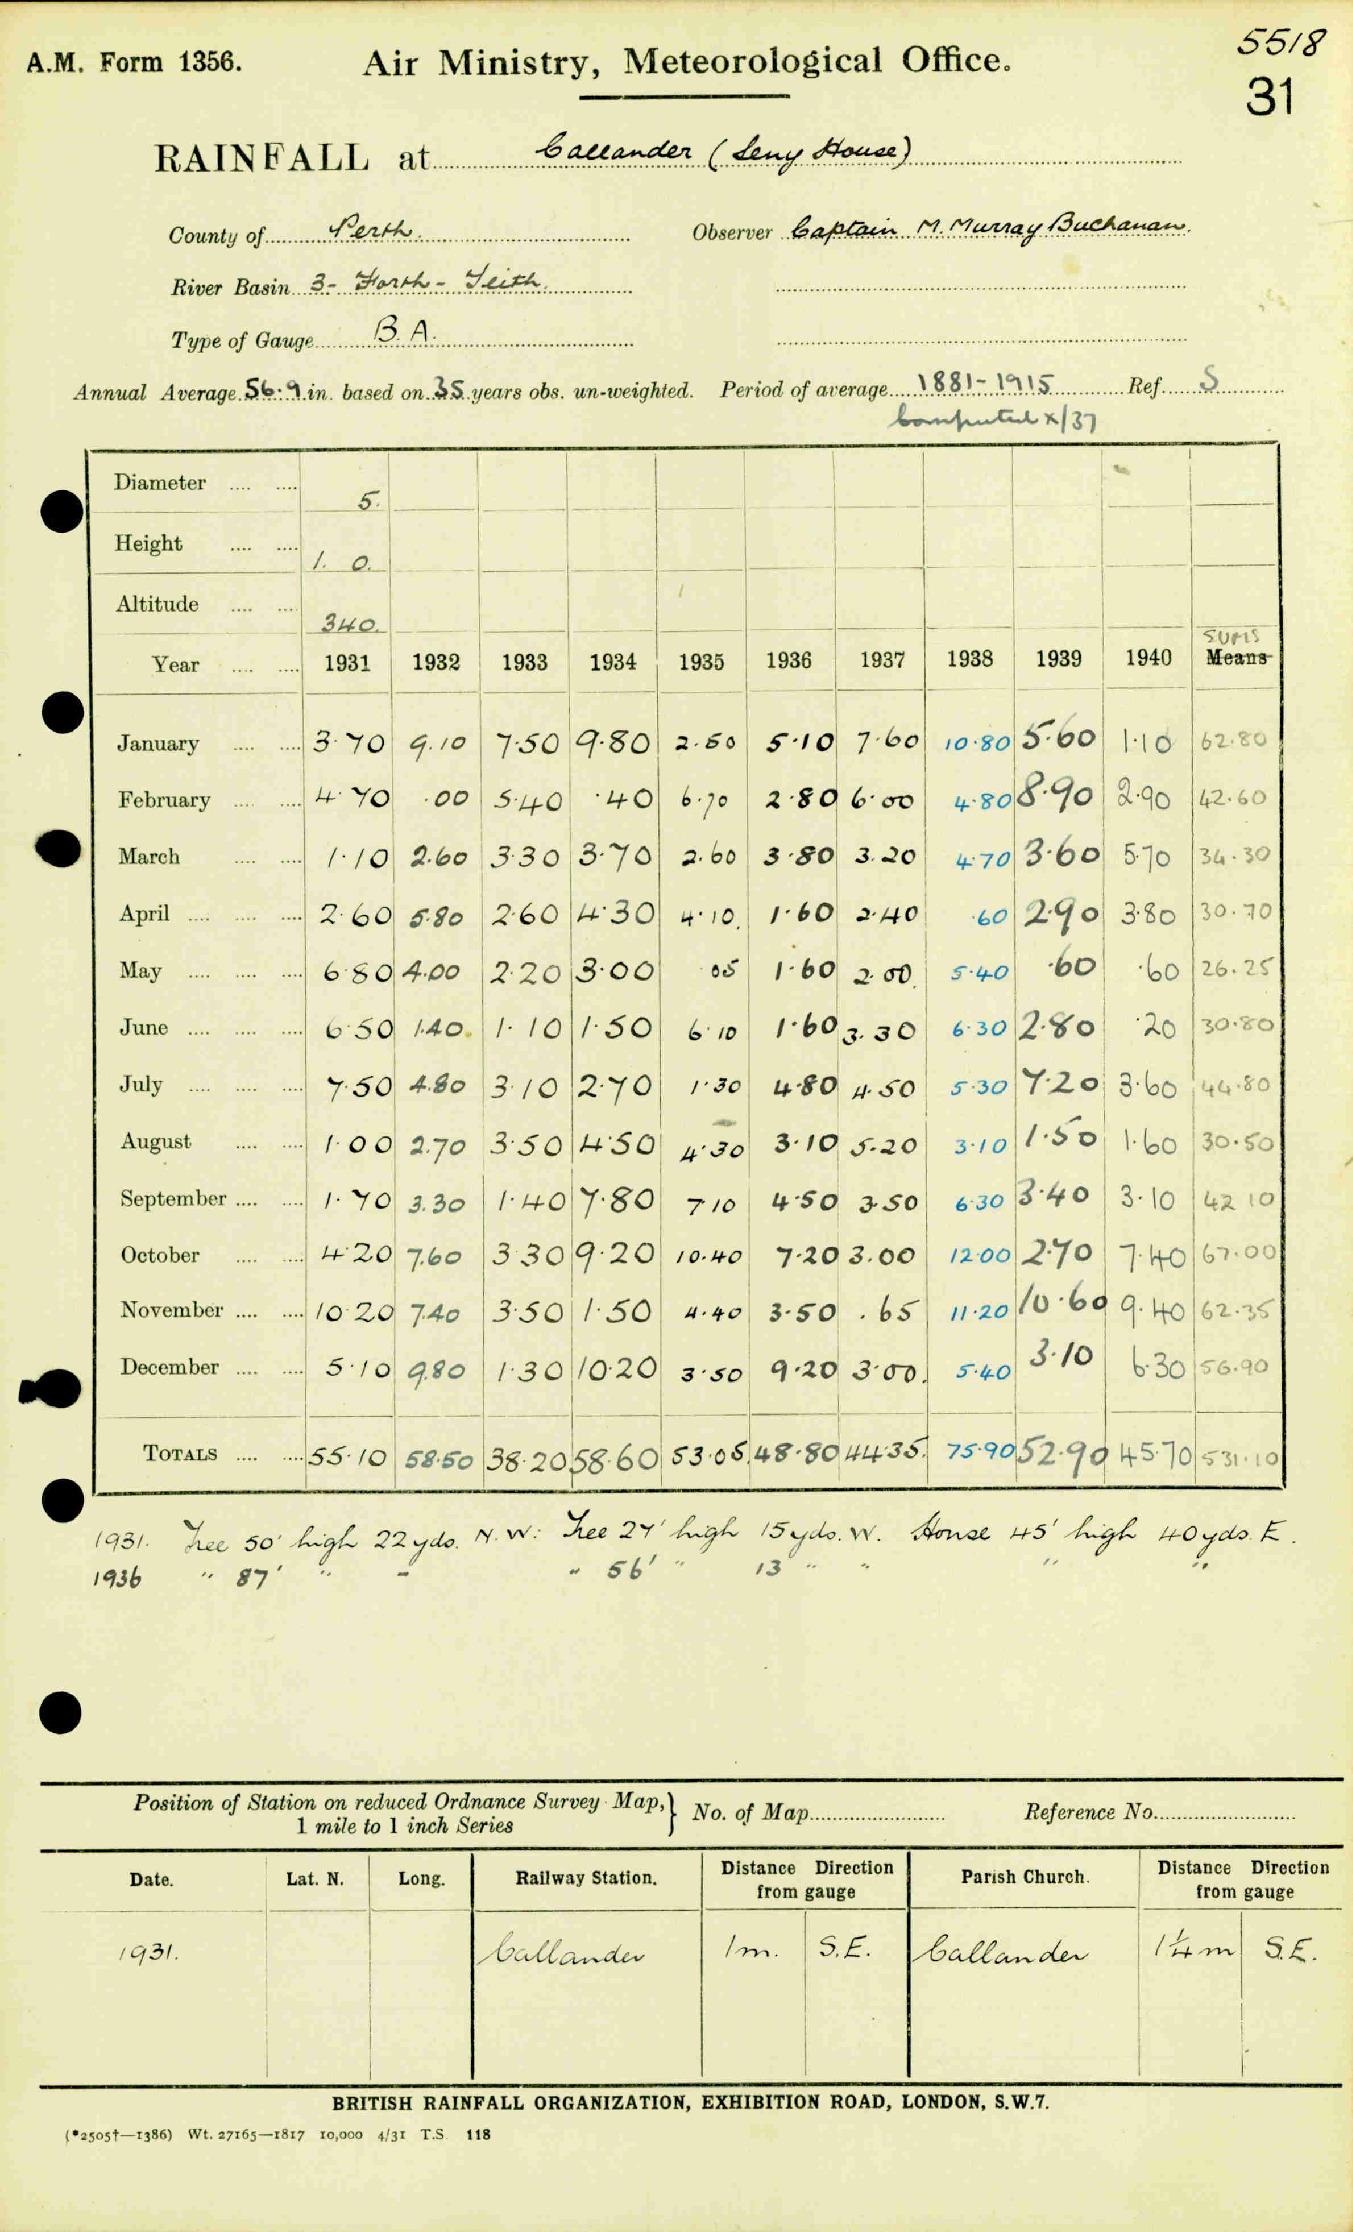 5518
A.M. Form 1356. Air Ministry, Meteorological Office.
31
RAINFALL at Callander (Leny House)
County of Perth. Observer Captain M. Murray Buchanan.
River Basin 3- Forth - Teith.
Type of Gauge B.A.
Annual Average 56.9 in. based on 35 years obs. un-weighted. Period of average 1881-1915 Ref. S
Computed x/37
Diameter .... .... 5.
Height .... .... 1. 0.
Altitude .... .... 340.
SUMS
Year .... .... 1931 1932 1933 1934 1935 1936 1937 1938 1939 1940 Means
January .... .... 3.70 9.10 7.50 9.80 2.60 5.10 7.60 10.80 5.60 1.10 62.80
February .... .... 4.70 .00 5.40 .40 6.70 2.80 6.00 4.80 8.90 2.90 42.60
March .... .... 1.10 2.60 3.30 3.70 2.60 3.80 3.20 4.70 3.60 5.70 34.30
April .... .... .... 2.60 5.80 2.60 4.30 4.10. 1.60 2.40 .60 2.90 3.80 30.70
May .... .... .... 6.80 4.00 2.20 3.00 .05 1.60 2.00. 5.40 .60 .60 26.25
June .... .... .... 6.50 1.40. 1.10 1.50 6.10 1.60 3.30 6.30 2.80 .20 30.80
July .... .... .... 7.50 4.80 3.10 2.70 1.30 4.80 4.50 5.30 7.20 3.60 44.80
August .... .... 1.00 2.70 3.50 4.50 4.30 3.10 5.20 3.10 1.50 1.60 30.50
September .... .... 1.70 3.30 1.40 7.80 7.10 4.50 3.50 6.30 3.40 3.10 42.10
October .... .... 4.20 7.60 3.30 9.20 10.40 7.20 3.00 12.00 2.70 7.40 67.00
November .... .... 10.20 7.40 3.50 1.50 4.40 3.50 .65 11.20 10.60 9.40 62.35
December .... .... 5.10 9.80 1.30 10.20 3.50 9.20 3.00. 5.40 3.10 6.30 56.90
TOTALS .... .... 55.10 58.50 38.20 58.60 53.05. 48.80 44.35. 75.90 52.90 45.70 531.10
1931. Tree 50' high 22 yds. N.W: Tree 27' high 15 yds. W. House 45' high 40 yds. E.
1936 " 87' " - " 56' " 13 " " " "
Position of Station on reduced Ordnance Survey Map, } No. of Map Reference No.
1 mile to 1 inch Series
Date. Lat. N. Long. Railway Station. Distance Direction from gauge Parish Church. Distance Direction from gauge
1931. Callander 1m. S.E. Callander 1¼ m S.E.
BRITISH RAINFALL ORGANIZATION, EXHIBITION ROAD, LONDON, S.W.7.
(*2505†—1386) Wt. 27165—1817 10,000 4/31 T.S. 118